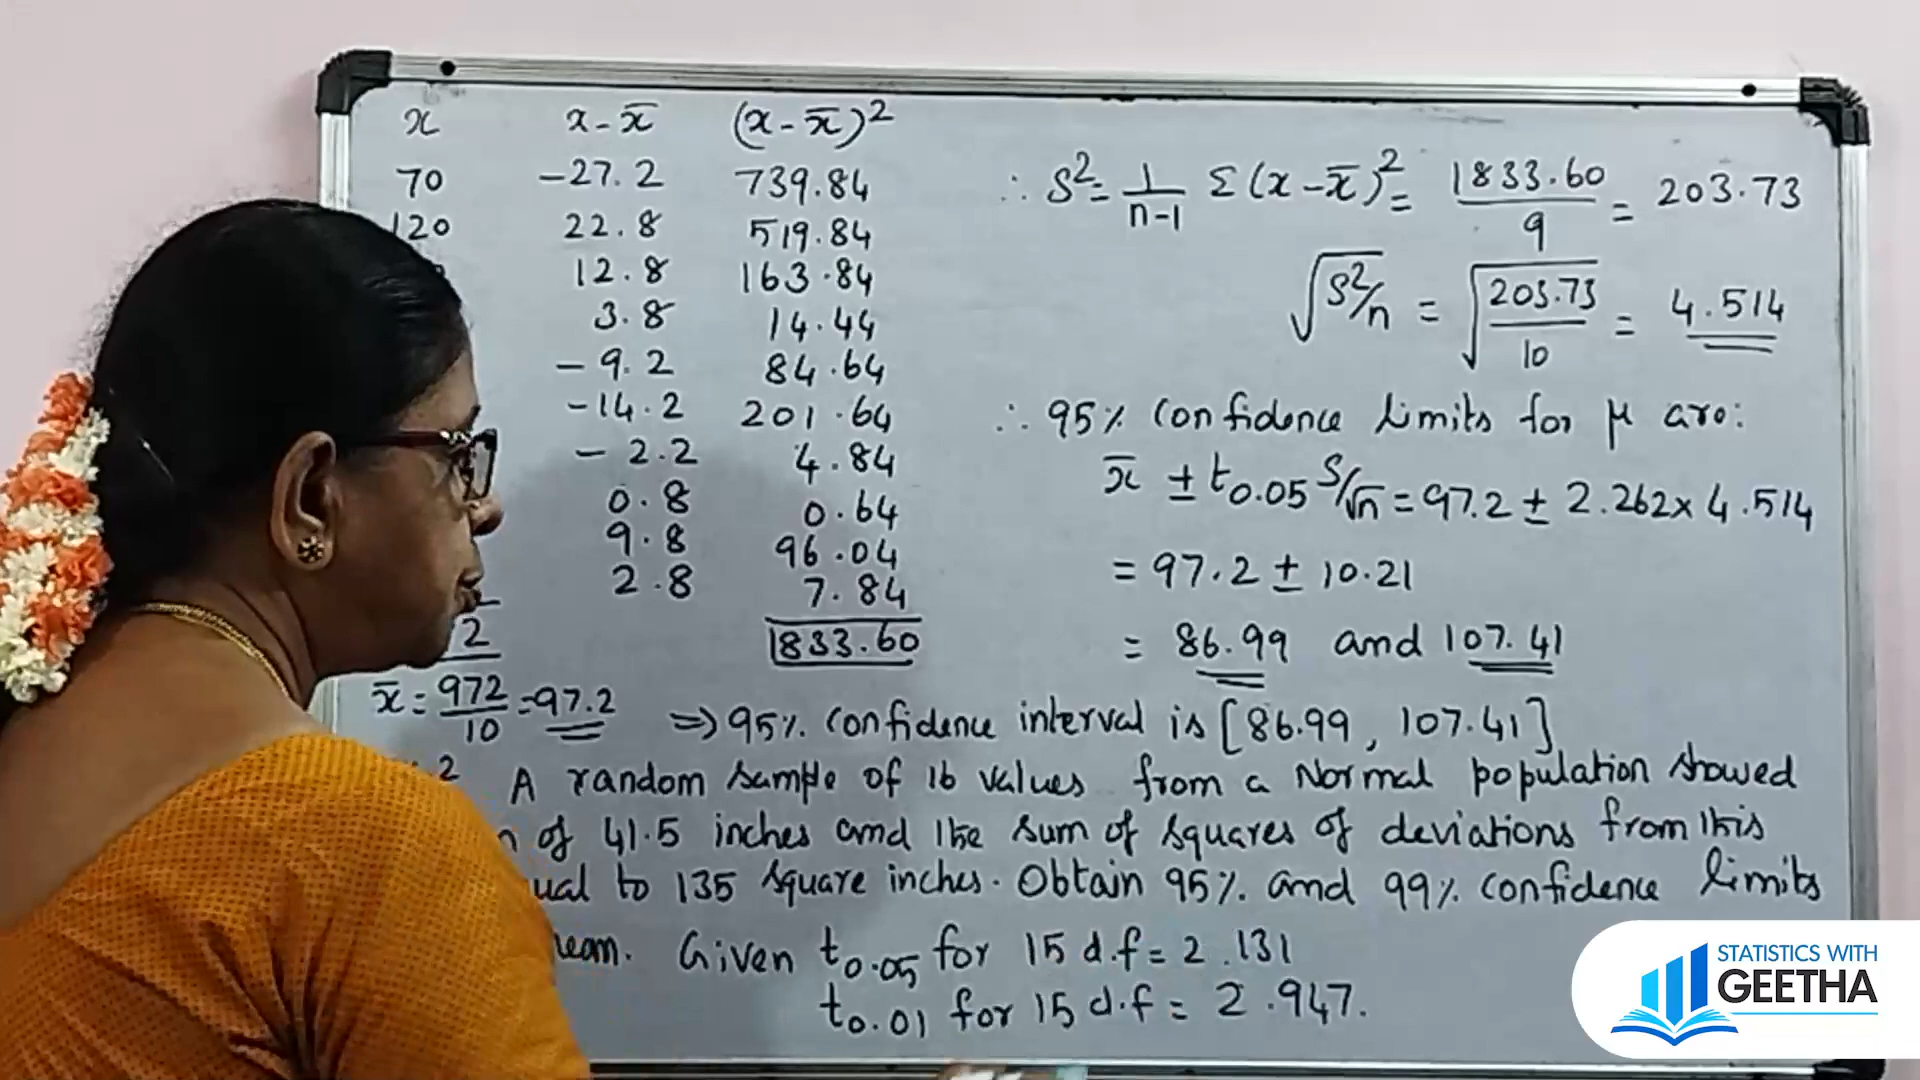 x x - x̄ (x - x̄)²
70 -27.2 739.84
120 22.8 519.84
12.8 163.84
3.8 14.44
-9.2 84.64
-14.2 201.64
-2.2 4.84
0.8 0.64
9.8 96.04
2.8 7.84
2 1833.60
x̄ = 972/10 = 97.2
∴ S² = 1/(n-1) Σ(x - x̄)² = 1833.60/9 = 203.73
√(S²/n) = √(203.73/10) = 4.514
∴ 95% Confidence limits for μ are:
x̄ ± t0.05 S/√n = 97.2 ± 2.262 x 4.514
= 97.2 ± 10.21
= 86.99 and 107.41
⇒ 95% confidence interval is [86.99, 107.41]
2 A random sample of 16 values from a Normal population showed
of 41.5 inches and the sum of squares of deviations from this
to 135 square inches. Obtain 95% and 99% confidence limits
Given t0.05 for 15 d.f = 2.131
t0.01 for 15 d.f = 2.947.
STATISTICS WITH
GEETHA